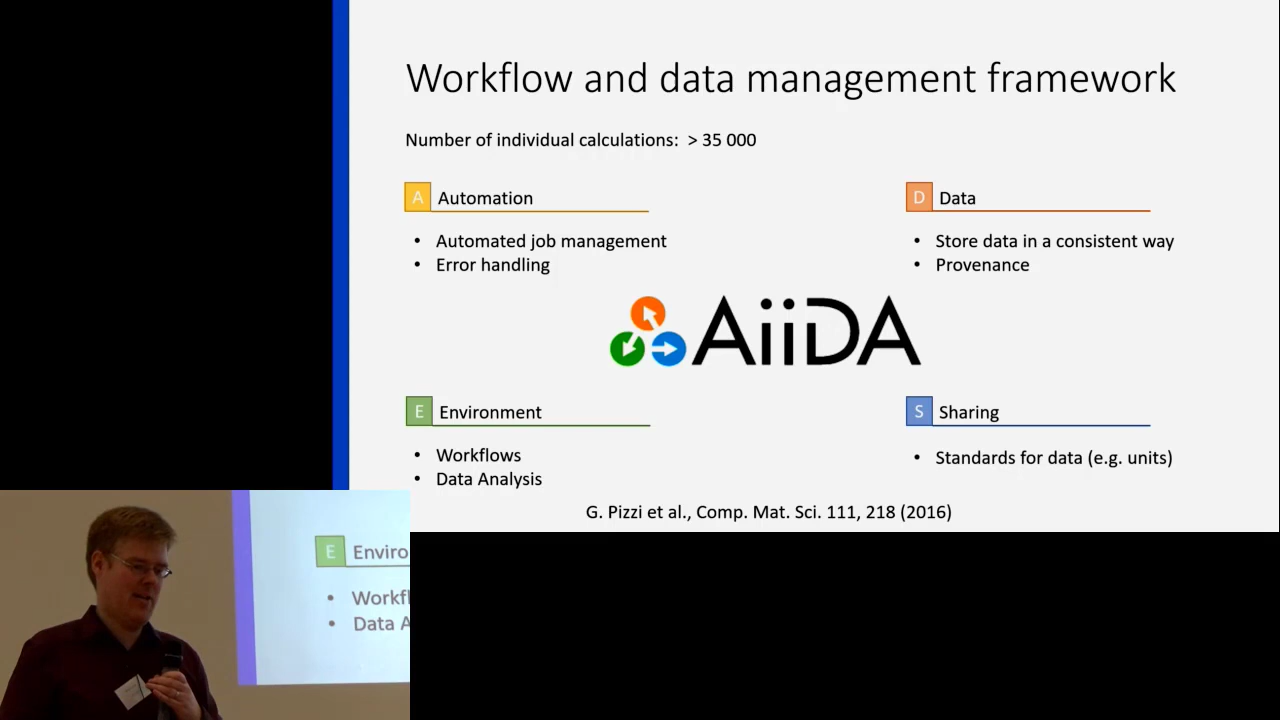 Workflow and data management framework
Number of individual calculations: > 35 000
A Automation
• Automated job management
• Error handling
D Data
• Store data in a consistent way
• Provenance
AiiDA
E Environment
• Workflows
• Data Analysis
S Sharing
• Standards for data (e.g. units)
G. Pizzi et al., Comp. Mat. Sci. 111, 218 (2016)
E Enviro
• Workfl
• Data A